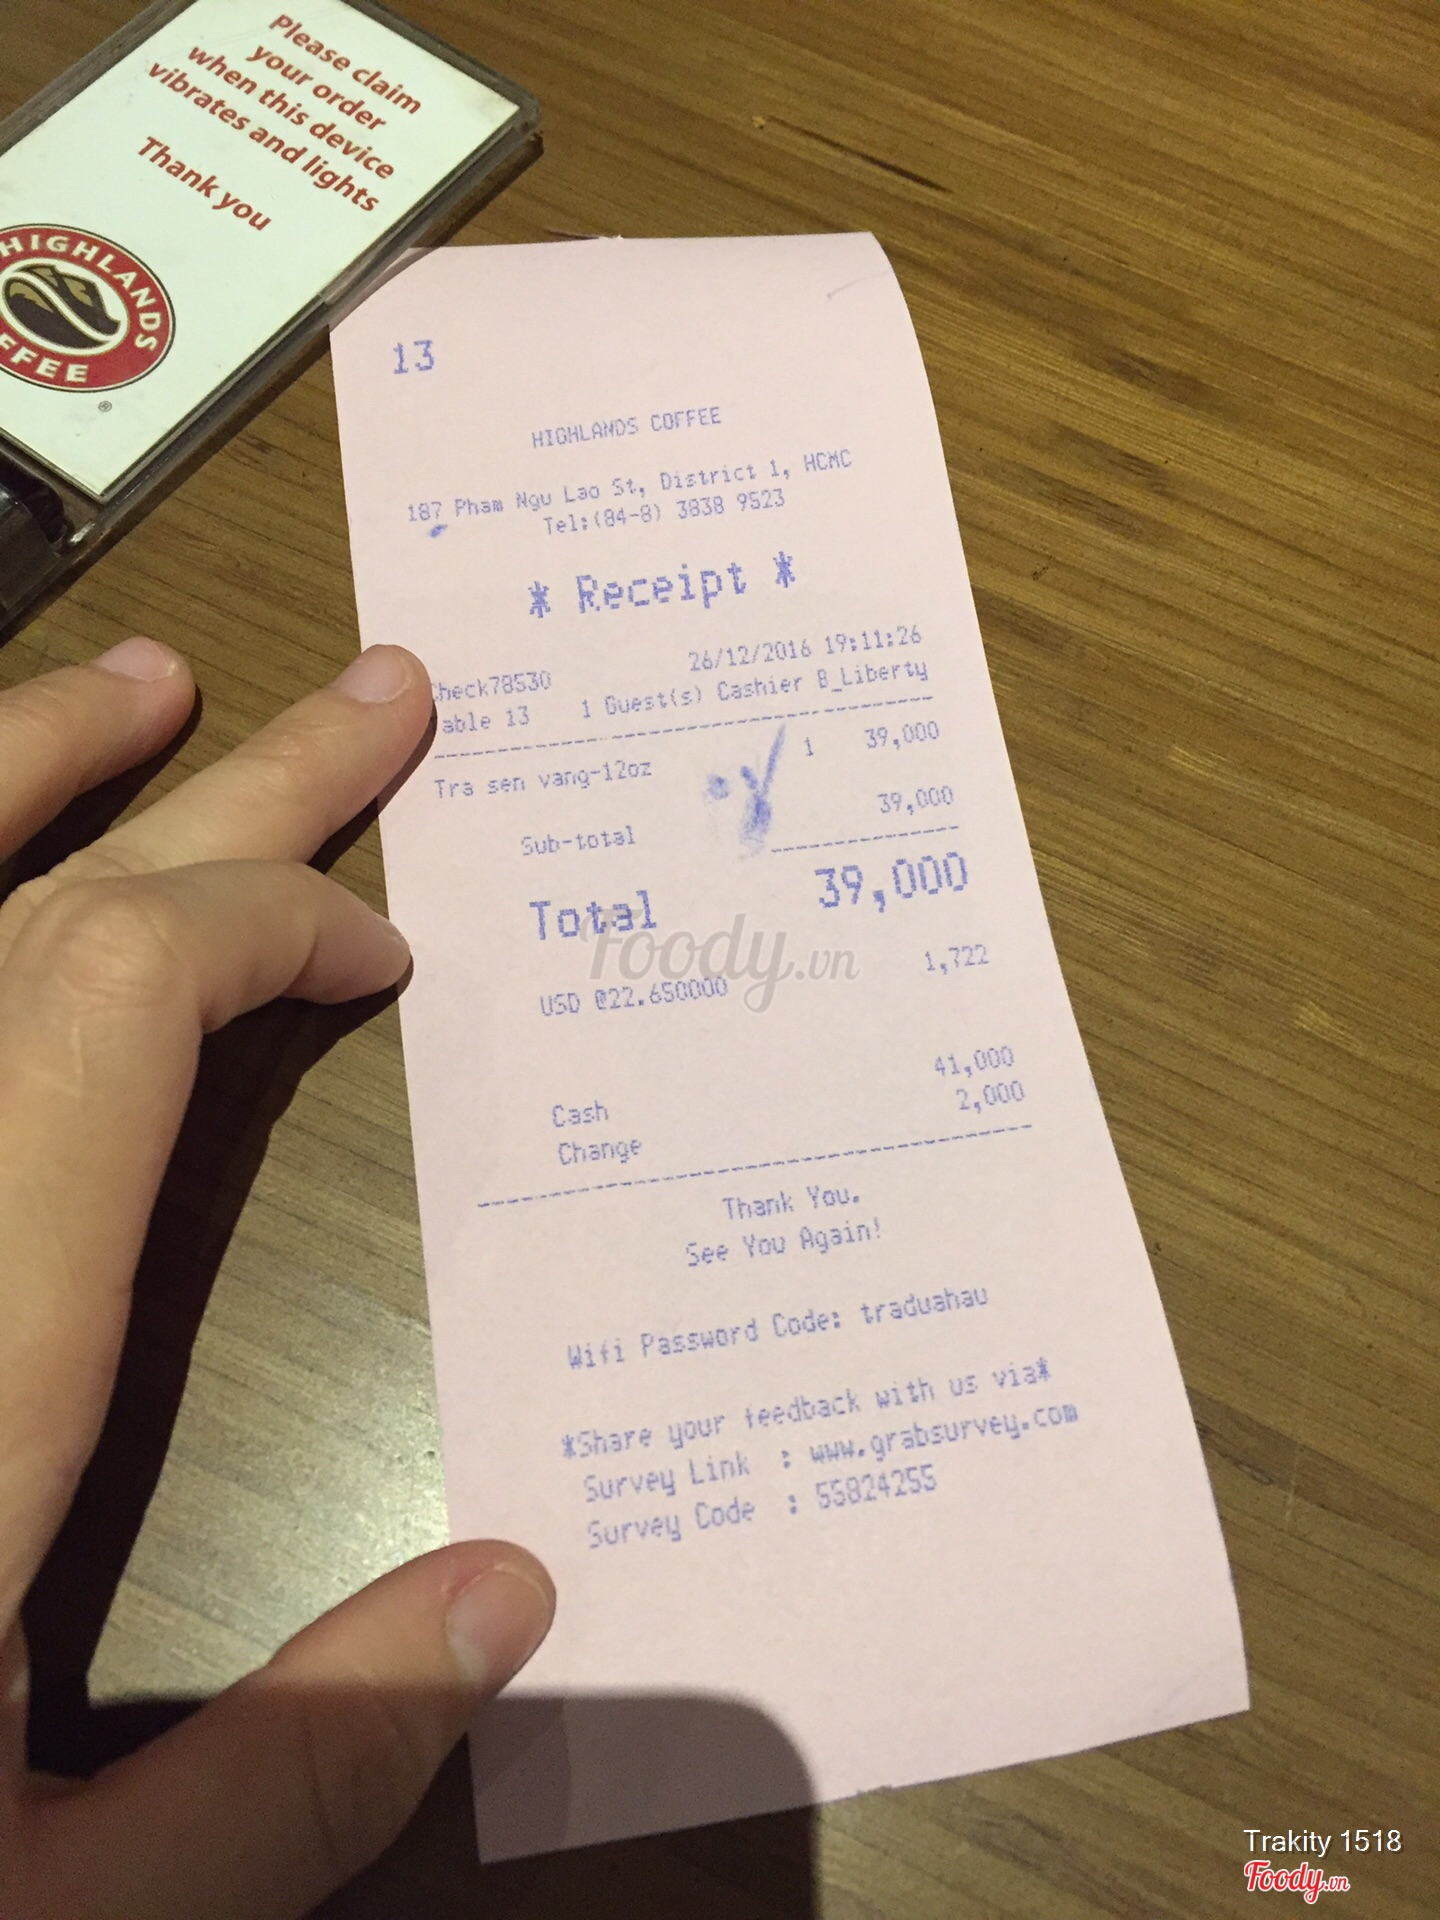 Please claim
your order
when this device
vibrates and lights
Thank you
HIGHLANDS
COFFEE
®
13
HIGHLANDS COFFEE
187 Pham Ngu Lao St, District 1, HCMC
Tel:(84-8) 3838 9523
* Receipt *
26/12/2016 19:11:26
Check78530
Table 13 1 Guest(s) Cashier B_Liberty
Tra sen vang-12oz 1 39,000
Sub-total 39,000
Total 39,000
USD @22.650000 1,722
Cash 41,000
Change 2,000
Thank You.
See You Again!
Wifi Password Code: traduahau
*Share your feedback with us via*
Survey Link : www.grabsurvey.com
Survey Code : 55824255
Foody.vn
Trakity 1518
Foody.vn